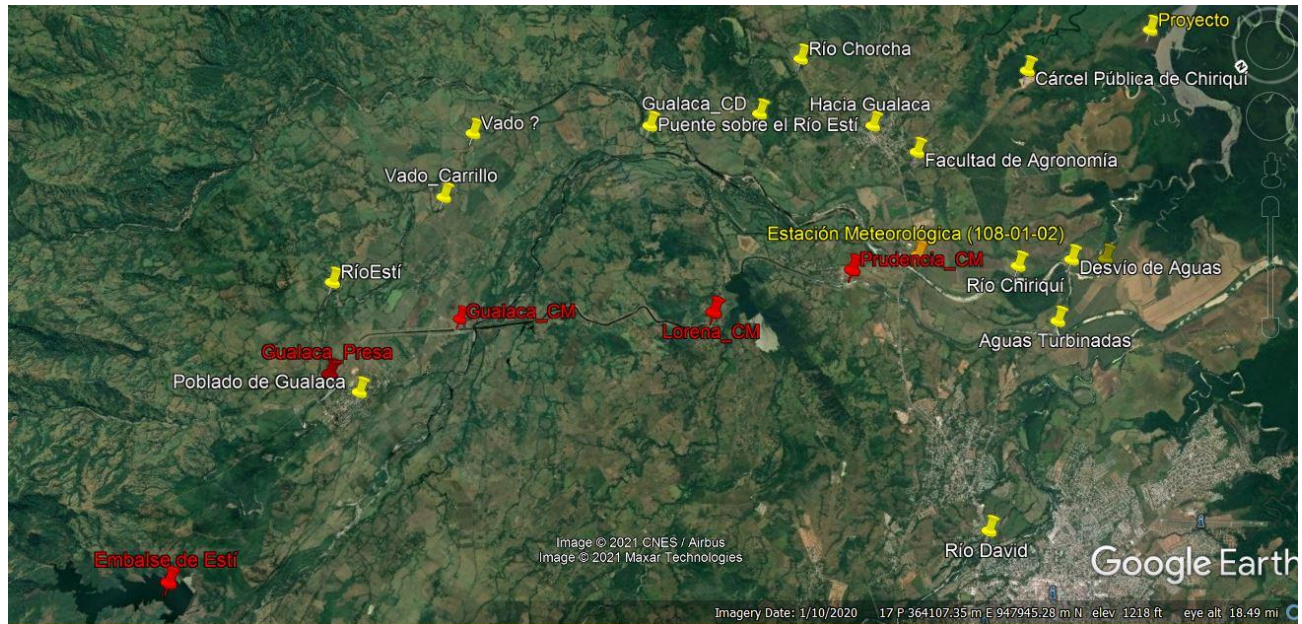 Proyecto
Río Chorcha
Cárcel Pública de Chiriquí
Gualaca_CD
Hacia Gualaca
Vado ?
Puente sobre el Río Estí
Facultad de Agronomía
Vado_Carrillo
Estación Meteorológica (108-01-02)
Prudencia_CM
Desvío de Aguas
RíoEstí
Río Chiriquí
Gualaca_CM
Lorena_CM
Aguas Turbinadas
Gualaca_Presa
Poblado de Gualaca
Río David
Embalse de Estí
Image © 2021 CNES / Airbus
Image © 2021 Maxar Technologies
Google Earth
Imagery Date: 1/10/2020 17 P 364107.35 m E 947945.28 m N elev 1218 ft eye alt 18.49 mi